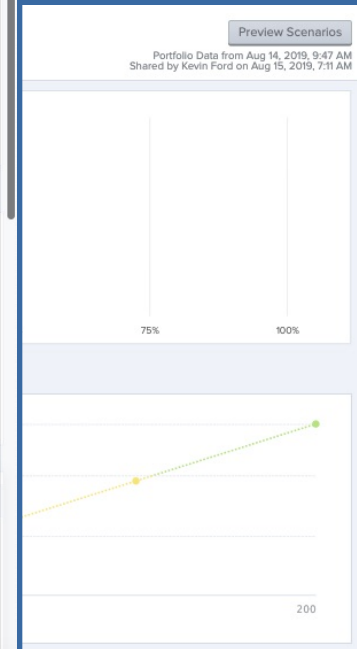 Preview Scenarios
Portfolio Data from Aug 14, 2019, 9:47 AM
Shared by Kevin Ford on Aug 15, 2019, 7:11 AM
75%
100%
200